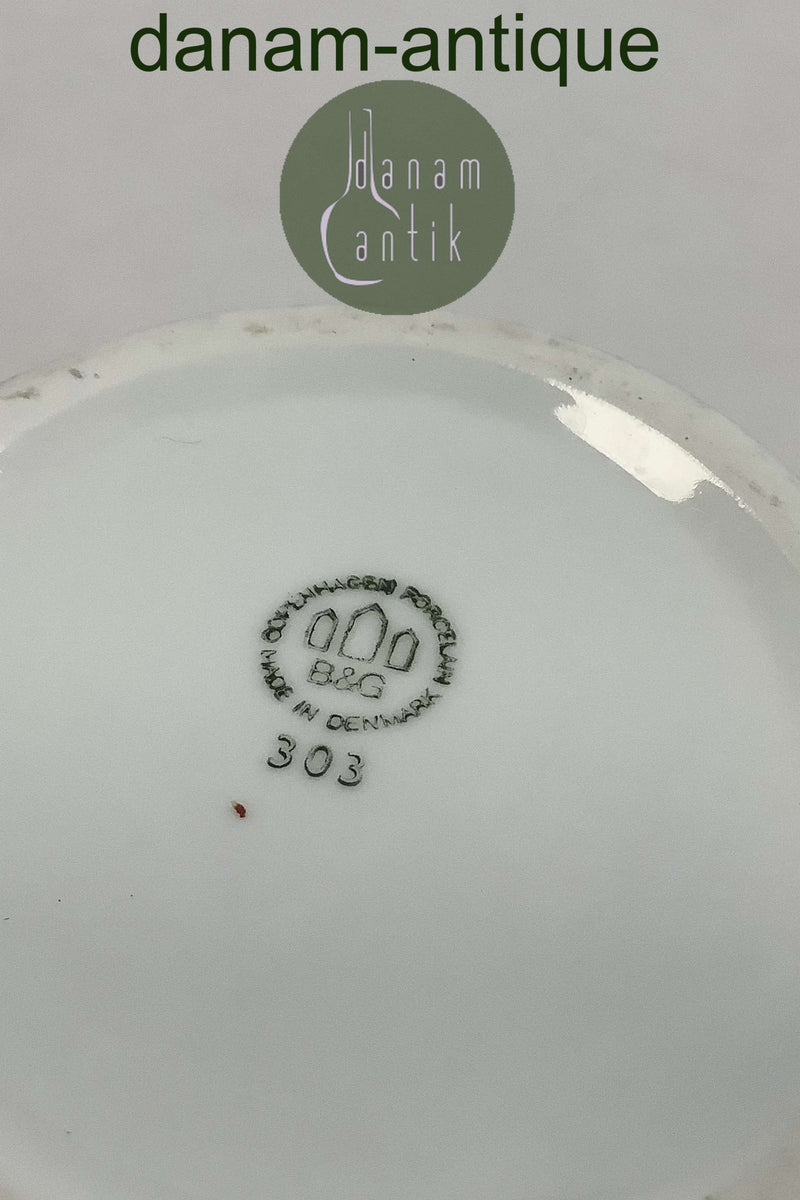 danam-antique
danam
antik
COPENHAGEN PORCELAIN
B&G
MADE IN DENMARK
303